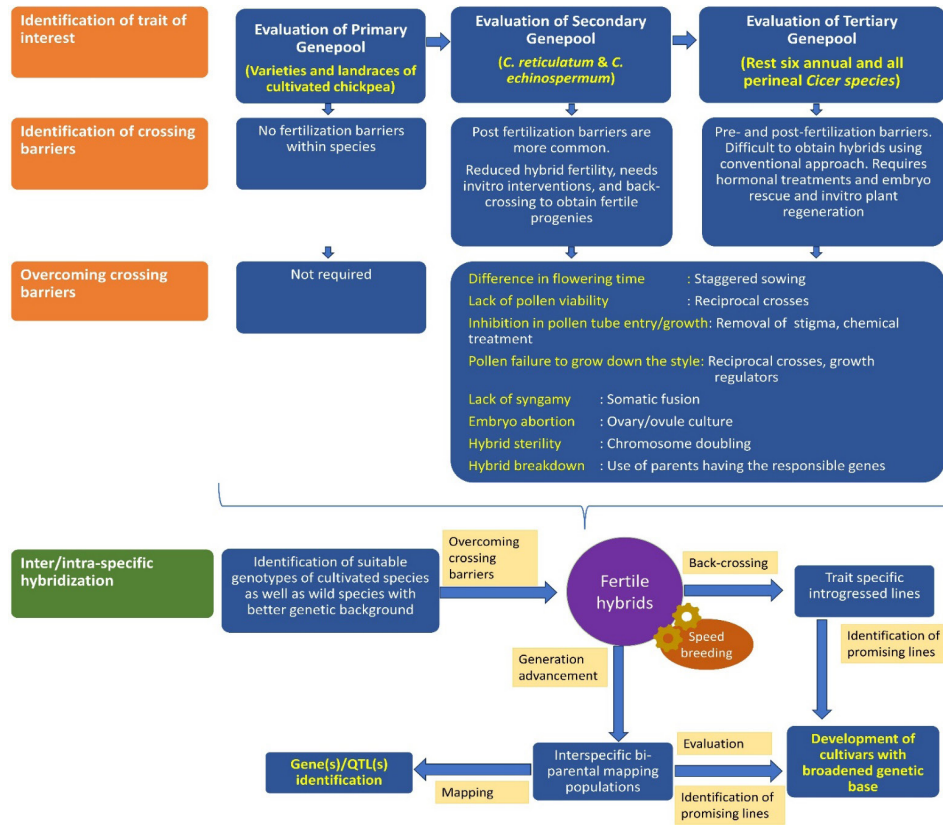 Identification of trait of
interest
Evaluation of Primary
Genepool
(Varieties and landraces of
cultivated chickpea)
Evaluation of Secondary
Genepool
(C. reticulatum & C.
echinospermum)
Evaluation of Tertiary
Genepool
(Rest six annual and all
perineal Cicer species)
Identification of crossing
barriers
No fertilization barriers
within species
Post fertilization barriers are
more common.
Reduced hybrid fertility, needs
invitro interventions, and back-
crossing to obtain fertile
progenies
Pre- and post-fertilization barriers.
Difficult to obtain hybrids using
conventional approach. Requires
hormonal treatments and embryo
rescue and invitro plant
regeneration
Overcoming crossing
barriers
Not required
Difference in flowering time : Staggered sowing
Lack of pollen viability : Reciprocal crosses
Inhibition in pollen tube entry/growth: Removal of stigma, chemical
treatment
Pollen failure to grow down the style: Reciprocal crosses, growth
regulators
Lack of syngamy : Somatic fusion
Embryo abortion : Ovary/ovule culture
Hybrid sterility : Chromosome doubling
Hybrid breakdown : Use of parents having the responsible genes
Inter/intra-specific
hybridization
Identification of suitable
genotypes of cultivated species
as well as wild species with
better genetic background
Overcoming
crossing
barriers
Fertile
hybrids
Speed
breeding
Back-crossing
Trait specific
introgressed lines
Generation
advancement
Identification of
promising lines
Gene(s)/QTL(s)
identification
Mapping
Interspecific bi-
parental mapping
populations
Evaluation
Identification of
promising lines
Development of
cultivars with
broadened genetic
base